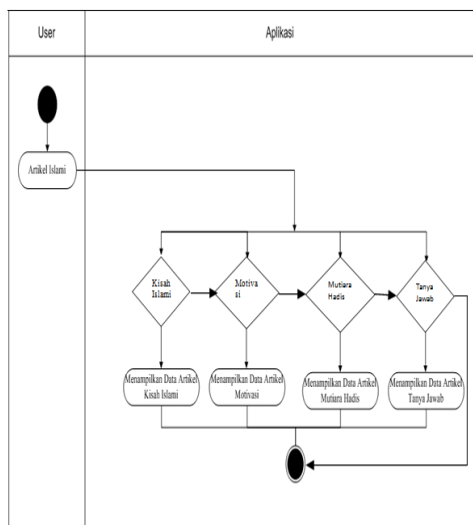 User
Aplikasi
Artikel Islami
Kisah
Islami
Motiva
si
Mutiara
Hadis
Tanya
Jawab
Menampilkan Data Artikel
Kisah Islami
Menampilkan Data Artikel
Motivasi
Menampilkan Data Artikel
Mutiara Hadis
Menampilkan Data Artikel
Tanya Jawab